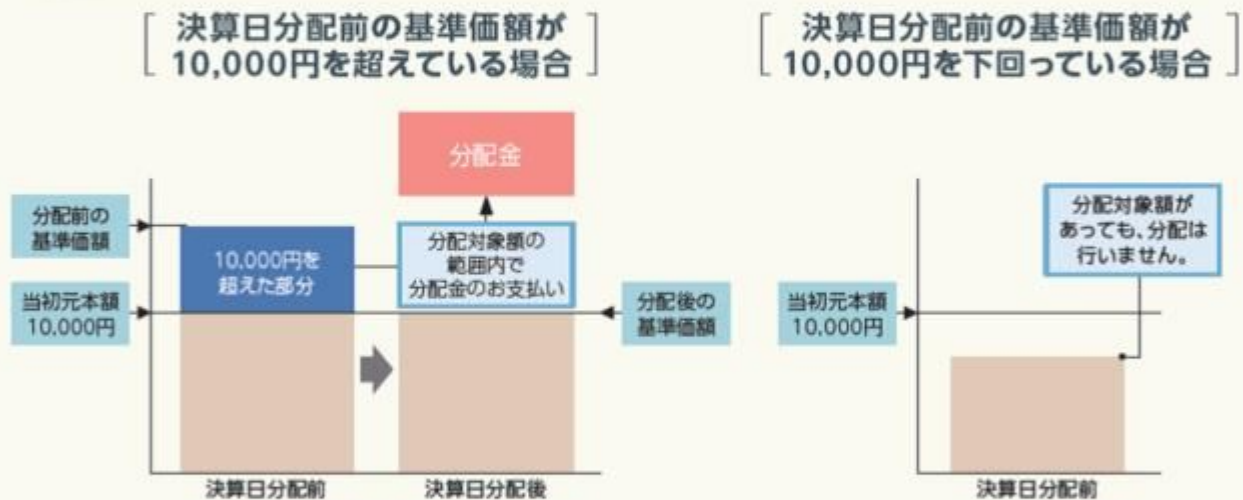 決算日分配前の基準価額が
10,000円を超えている場合
分配金
分配前の
基準価額
10,000円を
超えた部分
分配対象額の
範囲内で
分配金のお支払い
当初元本額
10,000円
分配後の
基準価額
決算日分配前
決算日分配後
決算日分配前の基準価額が
10,000円を下回っている場合
分配対象額が
あっても、分配は
行いません。
当初元本額
10,000円
決算日分配前